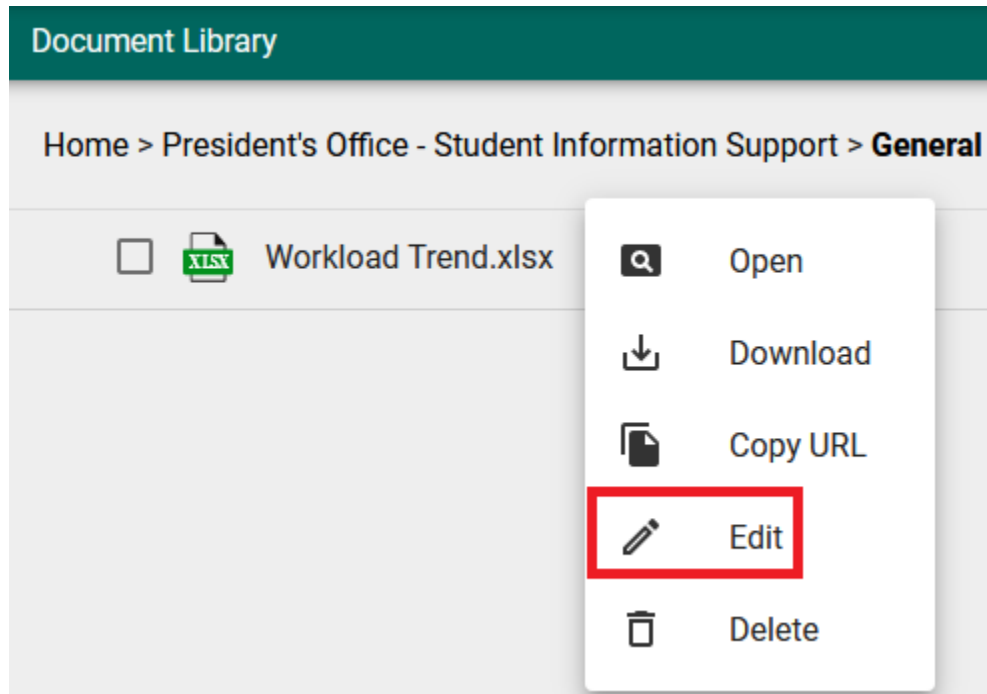 Document Library
Home > President's Office - Student Information Support > General
XLSX Workload Trend.xlsx
Open
Download
Copy URL
Edit
Delete